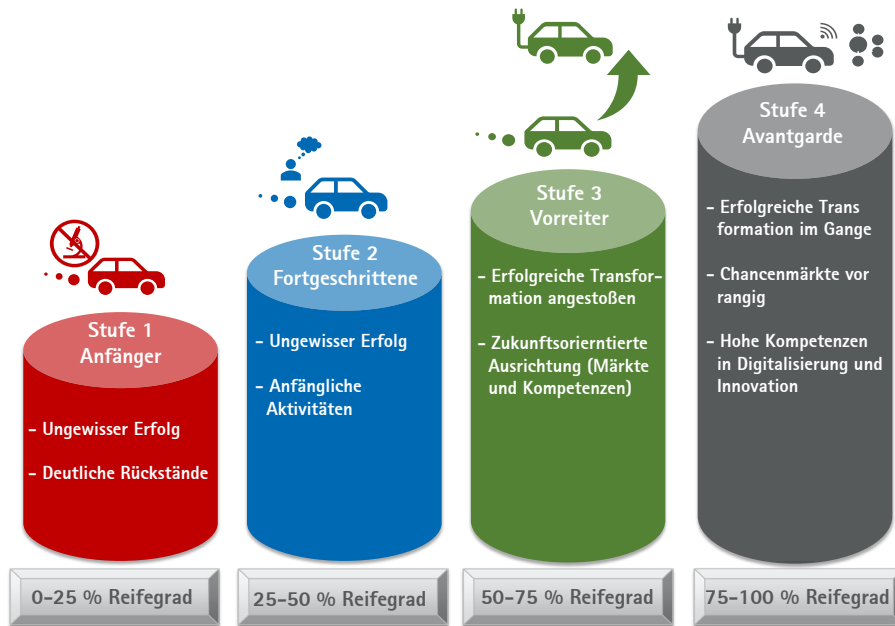 Stufe 1
Anfänger
- Ungewisser Erfolg
- Deutliche Rückstände
0-25 % Reifegrad
Stufe 2
Fortgeschrittene
- Ungewisser Erfolg
- Anfängliche
Aktivitäten
25-50 % Reifegrad
Stufe 3
Vorreiter
- Erfolgreiche Transfor-
mation angestoßen
- Zukunftsorierntierte
Ausrichtung (Märkte
und Kompetenzen)
50-75 % Reifegrad
Stufe 4
Avantgarde
- Erfolgreiche Trans
formation im Gange
- Chancenmärkte vor
rangig
- Hohe Kompetenzen
in Digitalisierung und
Innovation
75-100 % Reifegrad